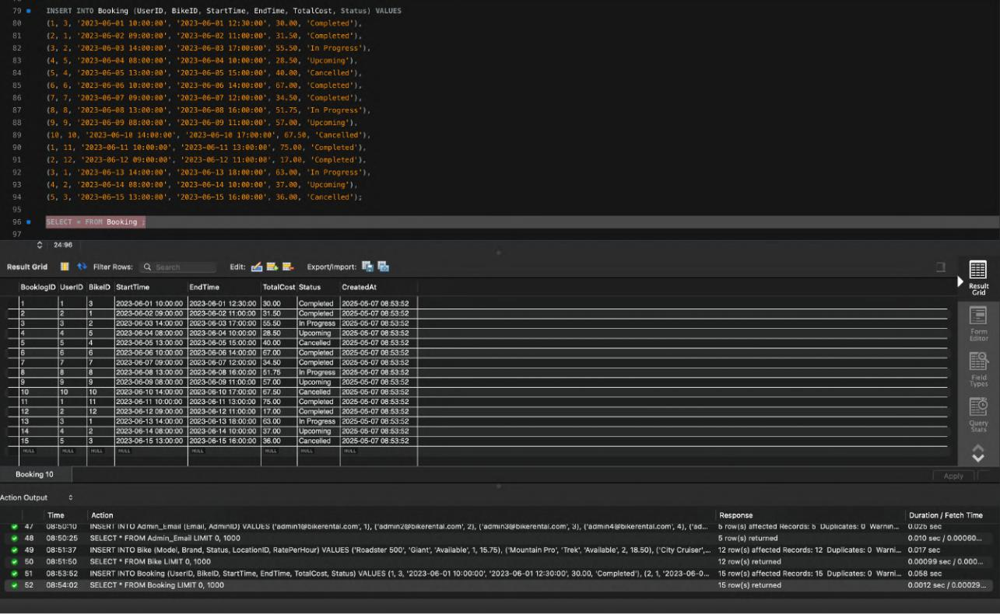 79 INSERT INTO Booking (UserID, BikeID, StartTime, EndTime, TotalCost, Status) VALUES
80 (1, 3, '2023-06-01 10:00:00', '2023-06-01 12:30:00', 30.00, 'Completed'),
81 (2, 1, '2023-06-02 09:00:00', '2023-06-02 11:00:00', 31.50, 'Completed'),
82 (3, 2, '2023-06-03 14:00:00', '2023-06-03 17:00:00', 55.50, 'In Progress'),
83 (4, 5, '2023-06-04 08:00:00', '2023-06-04 10:00:00', 28.50, 'Upcoming'),
84 (5, 4, '2023-06-05 13:00:00', '2023-06-05 15:00:00', 40.00, 'Cancelled'),
85 (6, 6, '2023-06-06 10:00:00', '2023-06-06 14:00:00', 67.00, 'Completed'),
86 (7, 7, '2023-06-07 09:00:00', '2023-06-07 12:00:00', 34.50, 'Completed'),
87 (8, 8, '2023-06-08 13:00:00', '2023-06-08 16:00:00', 51.75, 'In Progress'),
88 (9, 9, '2023-06-09 08:00:00', '2023-06-09 11:00:00', 57.00, 'Upcoming'),
89 (10, 10, '2023-06-10 14:00:00', '2023-06-10 17:00:00', 67.50, 'Cancelled'),
90 (1, 11, '2023-06-11 10:00:00', '2023-06-11 13:00:00', 75.00, 'Completed'),
91 (2, 12, '2023-06-12 09:00:00', '2023-06-12 11:00:00', 17.00, 'Completed'),
92 (3, 1, '2023-06-13 14:00:00', '2023-06-13 18:00:00', 63.00, 'In Progress'),
93 (4, 2, '2023-06-14 08:00:00', '2023-06-14 10:00:00', 37.00, 'Upcoming'),
94 (5, 3, '2023-06-15 13:00:00', '2023-06-15 16:00:00', 36.00, 'Cancelled');
95
96 SELECT * FROM Booking ;
97
24:96
Result Grid Filter Rows: Search Edit: Export/Import:
BooklogID UserID BikeID StartTime EndTime TotalCost Status CreatedAt
1 1 3 2023-06-01 10:00:00 2023-06-01 12:30:00 30.00 Completed 2025-05-07 08:53:52
2 2 1 2023-06-02 09:00:00 2023-06-02 11:00:00 31.50 Completed 2025-05-07 08:53:52
3 3 2 2023-06-03 14:00:00 2023-06-03 17:00:00 55.50 In Progress 2025-05-07 08:53:52
4 4 5 2023-06-04 08:00:00 2023-06-04 10:00:00 28.50 Upcoming 2025-05-07 08:53:52
5 5 4 2023-06-05 13:00:00 2023-06-05 15:00:00 40.00 Cancelled 2025-05-07 08:53:52
6 6 6 2023-06-06 10:00:00 2023-06-06 14:00:00 67.00 Completed 2025-05-07 08:53:52
7 7 7 2023-06-07 09:00:00 2023-06-07 12:00:00 34.50 Completed 2025-05-07 08:53:52
8 8 8 2023-06-08 13:00:00 2023-06-08 16:00:00 51.75 In Progress 2025-05-07 08:53:52
9 9 9 2023-06-09 08:00:00 2023-06-09 11:00:00 57.00 Upcoming 2025-05-07 08:53:52
10 10 10 2023-06-10 14:00:00 2023-06-10 17:00:00 67.50 Cancelled 2025-05-07 08:53:52
11 1 11 2023-06-11 10:00:00 2023-06-11 13:00:00 75.00 Completed 2025-05-07 08:53:52
12 2 12 2023-06-12 09:00:00 2023-06-12 11:00:00 17.00 Completed 2025-05-07 08:53:52
13 3 1 2023-06-13 14:00:00 2023-06-13 18:00:00 63.00 In Progress 2025-05-07 08:53:52
14 4 2 2023-06-14 08:00:00 2023-06-14 10:00:00 37.00 Upcoming 2025-05-07 08:53:52
15 5 3 2023-06-15 13:00:00 2023-06-15 16:00:00 36.00 Cancelled 2025-05-07 08:53:52
NULL NULL NULL NULL NULL NULL NULL NULL
Result
Grid
Form
Editor
Field
Types
Query
Stats
Booking 10 Apply
Action Output
Time Action Response Duration / Fetch Time
47 08:50:10 INSERT INTO Admin_Email (Email, AdminID) VALUES ('admin1@bikerental.com', 1), ('admin2@bikerental.com', 2), ('admin3@bikerental.com', 3), ('admin4@bikerental.com', 4), ('ad... 5 row(s) affected Records: 5 Duplicates: 0 Warnin... 0.025 sec
48 08:50:25 SELECT * FROM Admin_Email LIMIT 0, 1000 5 row(s) returned 0.010 sec / 0.00060...
49 08:51:37 INSERT INTO Bike (Model, Brand, Status, LocationID, RatePerHour) VALUES ('Roadster 500', 'Giant', 'Available', 1, 15.75), ('Mountain Pro', 'Trek', 'Available', 2, 18.50), ('City Cruiser',... 12 row(s) affected Records: 12 Duplicates: 0 Warni... 0.017 sec
50 08:51:50 SELECT * FROM Bike LIMIT 0, 1000 12 row(s) returned 0.00099 sec / 0.000...
51 08:53:52 INSERT INTO Booking (UserID, BikeID, StartTime, EndTime, TotalCost, Status) VALUES (1, 3, '2023-06-01 10:00:00', '2023-06-01 12:30:00', 30.00, 'Completed'), (2, 1, '2023-06-0... 15 row(s) affected Records: 15 Duplicates: 0 Warni... 0.058 sec
52 08:54:02 SELECT * FROM Booking LIMIT 0, 1000 15 row(s) returned 0.0012 sec / 0.00029...